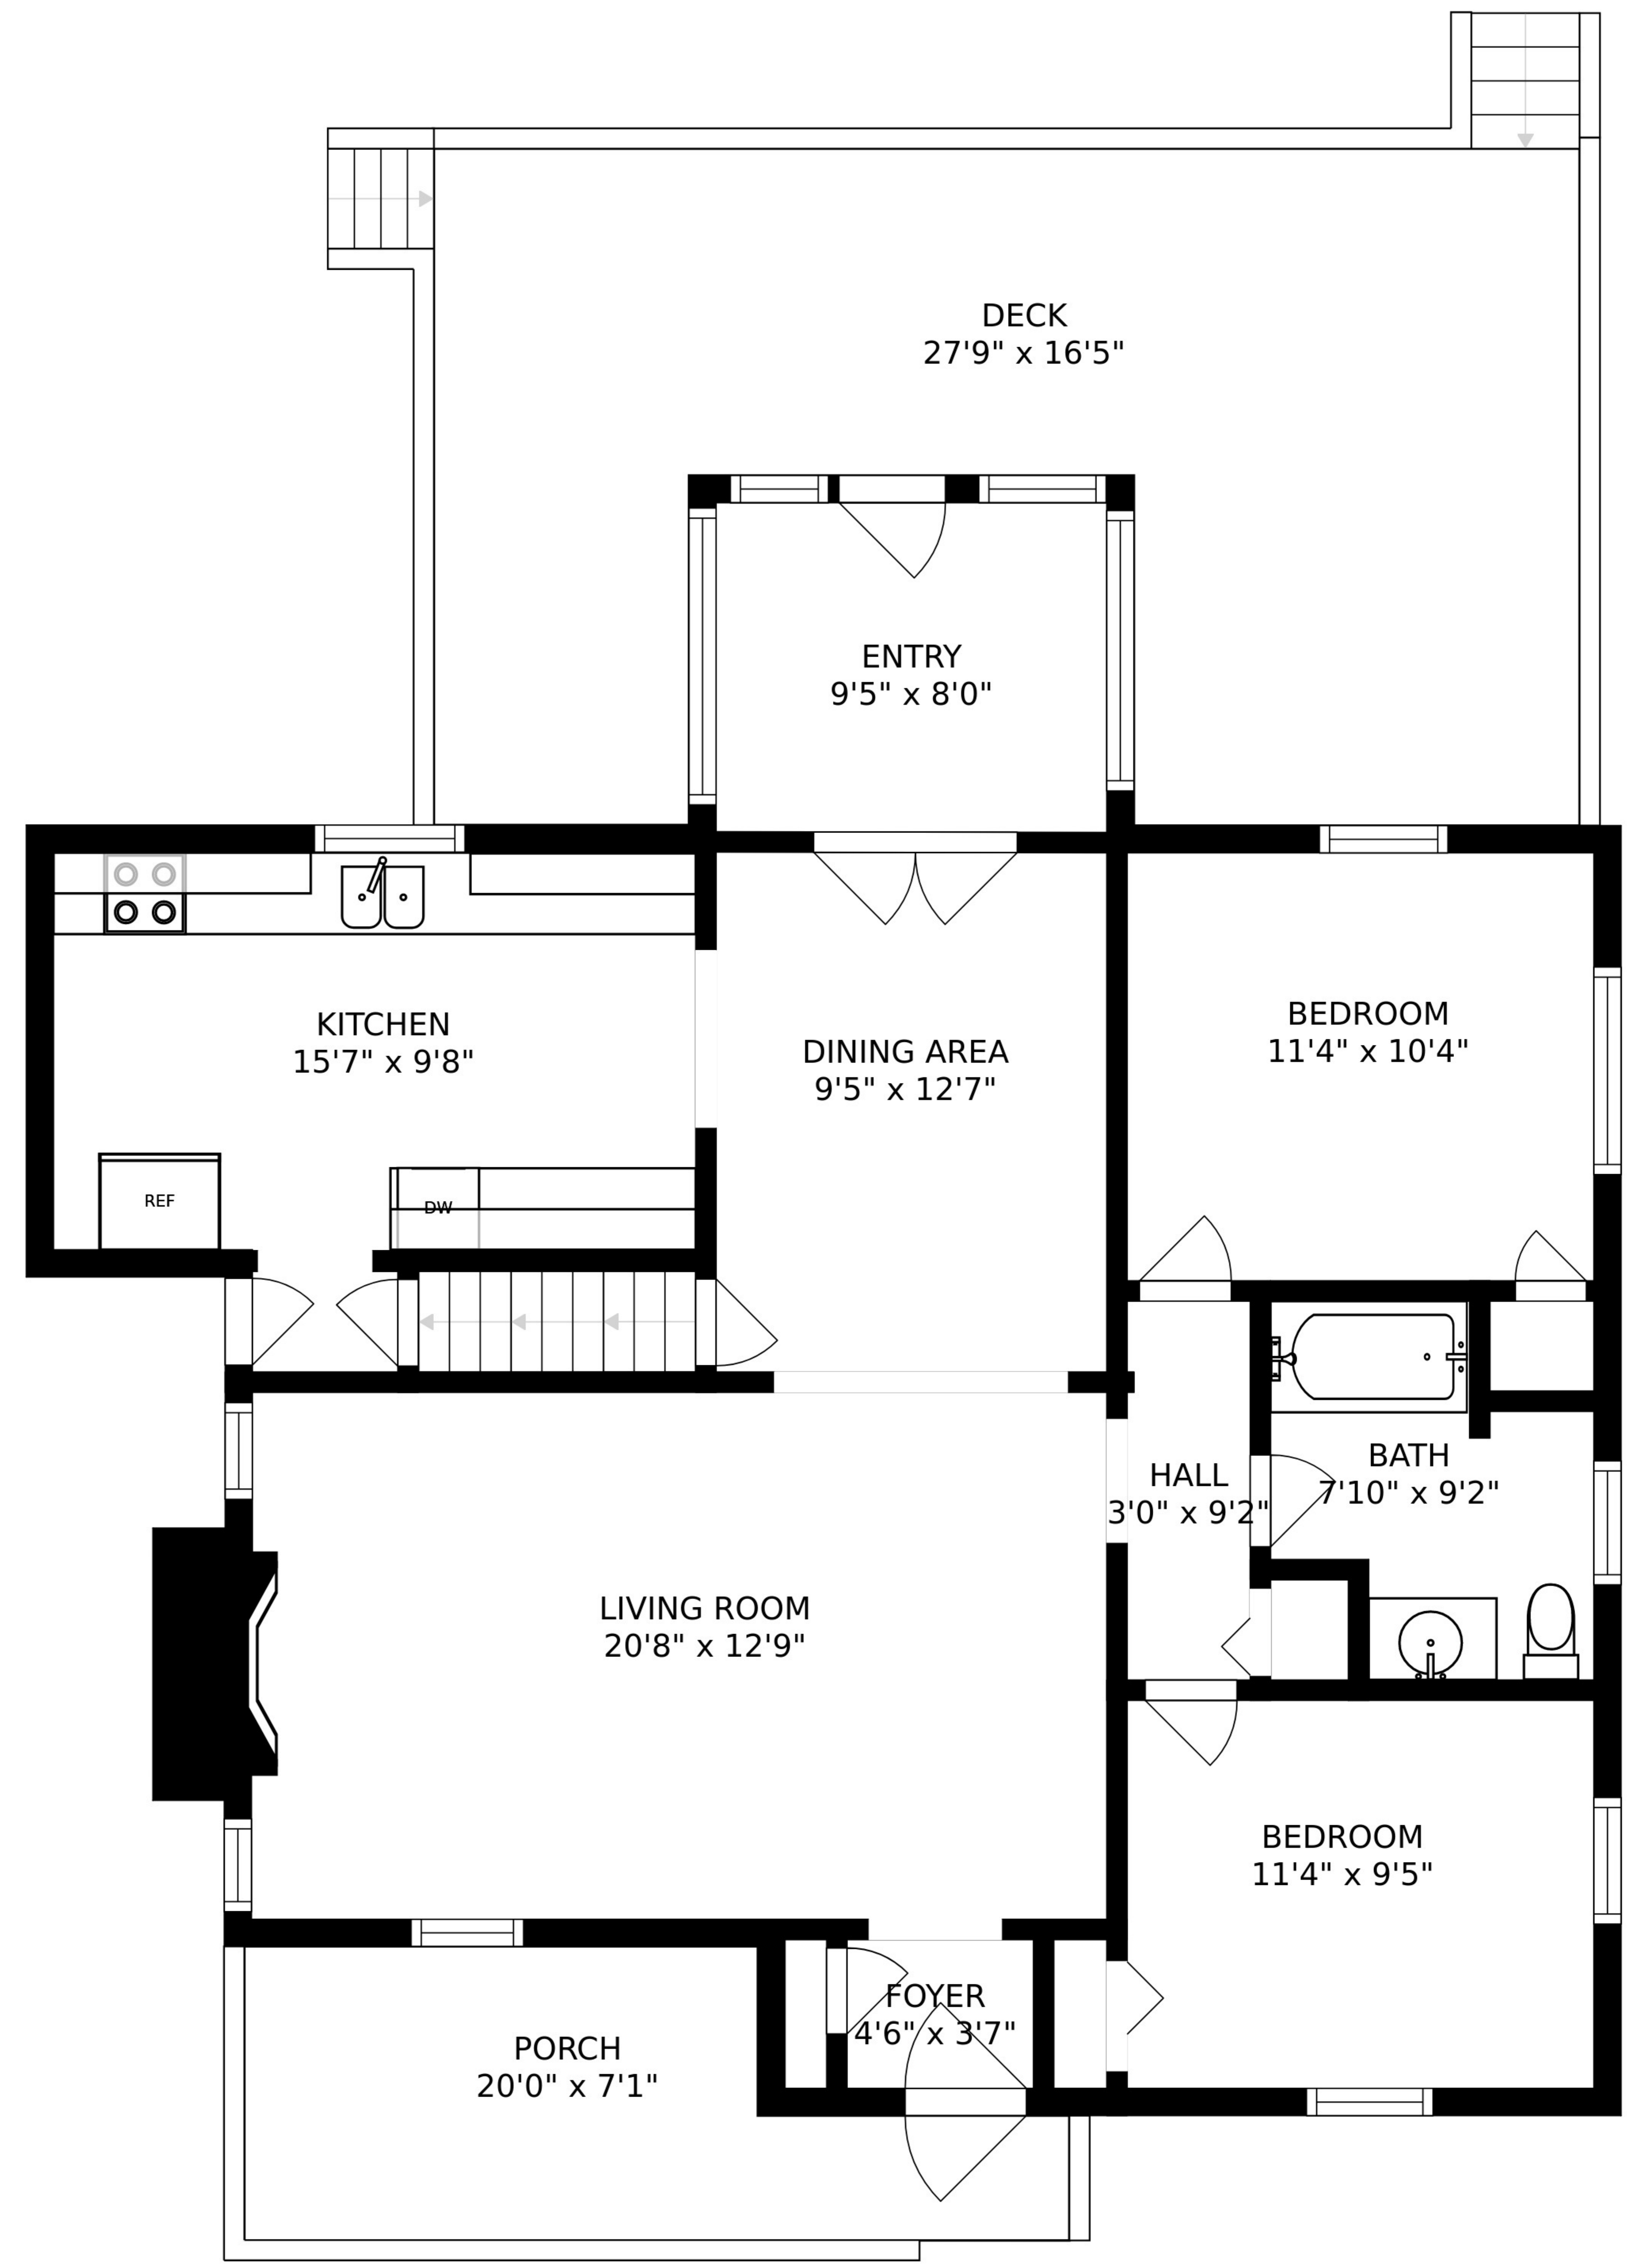 DECK
27'9" x 16'5"
ENTRY
9'5" x 8'0"
KITCHEN
15'7" x 9'8"
DINING AREA
9'5" x 12'7"
BEDROOM
11'4" x 10'4"
REF
DW
HALL
3'0" x 9'2"
BATH
7'10" x 9'2"
LIVING ROOM
20'8" x 12'9"
BEDROOM
11'4" x 9'5"
FOYER
4'6" x 3'7"
PORCH
20'0" x 7'1"